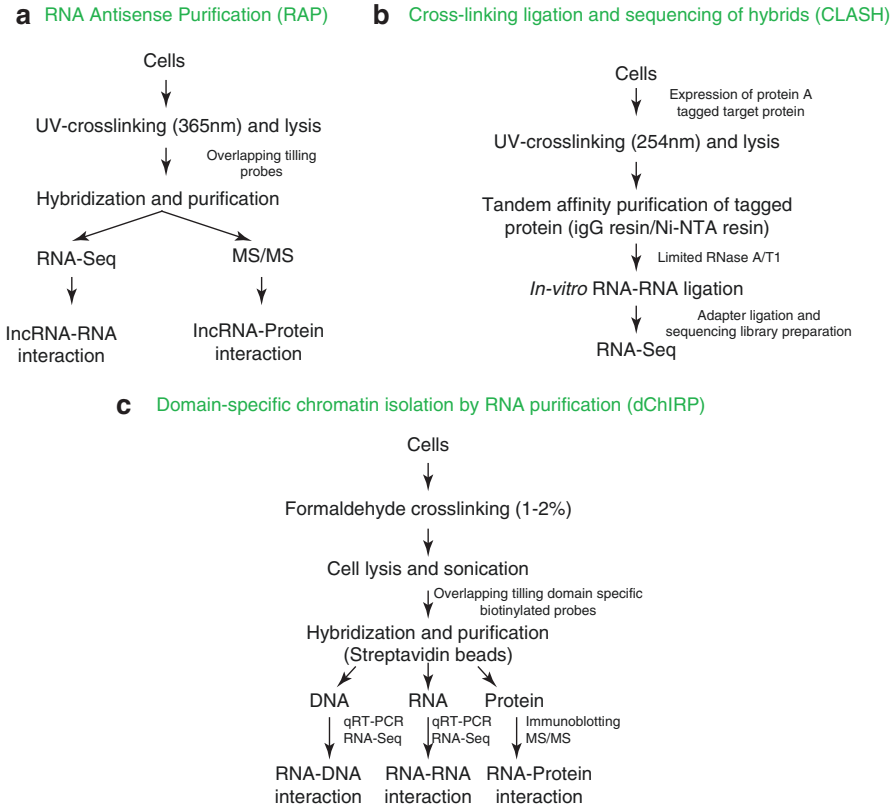 a RNA Antisense Purification (RAP)
Cells
UV-crosslinking (365nm) and lysis
Overlapping tilling
probes
Hybridization and purification
RNA-Seq
MS/MS
lncRNA-RNA
interaction
lncRNA-Protein
interaction
b Cross-linking ligation and sequencing of hybrids (CLASH)
Cells
Expression of protein A
tagged target protein
UV-crosslinking (254nm) and lysis
Tandem affinity purification of tagged
protein (igG resin/Ni-NTA resin)
Limited RNase A/T1
In-vitro RNA-RNA ligation
Adapter ligation and
sequencing library preparation
RNA-Seq
c Domain-specific chromatin isolation by RNA purification (dChIRP)
Cells
Formaldehyde crosslinking (1-2%)
Cell lysis and sonication
Overlapping tilling domain specific
biotinylated probes
Hybridization and purification
(Streptavidin beads)
DNA
RNA
Protein
qRT-PCR
RNA-Seq
qRT-PCR
RNA-Seq
Immunoblotting
MS/MS
RNA-DNA
interaction
RNA-RNA
interaction
RNA-Protein
interaction